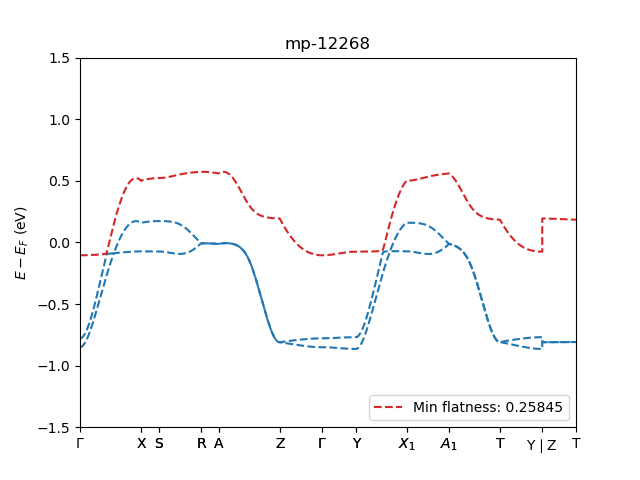 mp-12268
E − E_F (eV)
1.5
1.0
0.5
0.0
−0.5
−1.0
−1.5
Min flatness: 0.25845
Γ X S R A Z Γ Y X₁ A₁ T Y | Z T